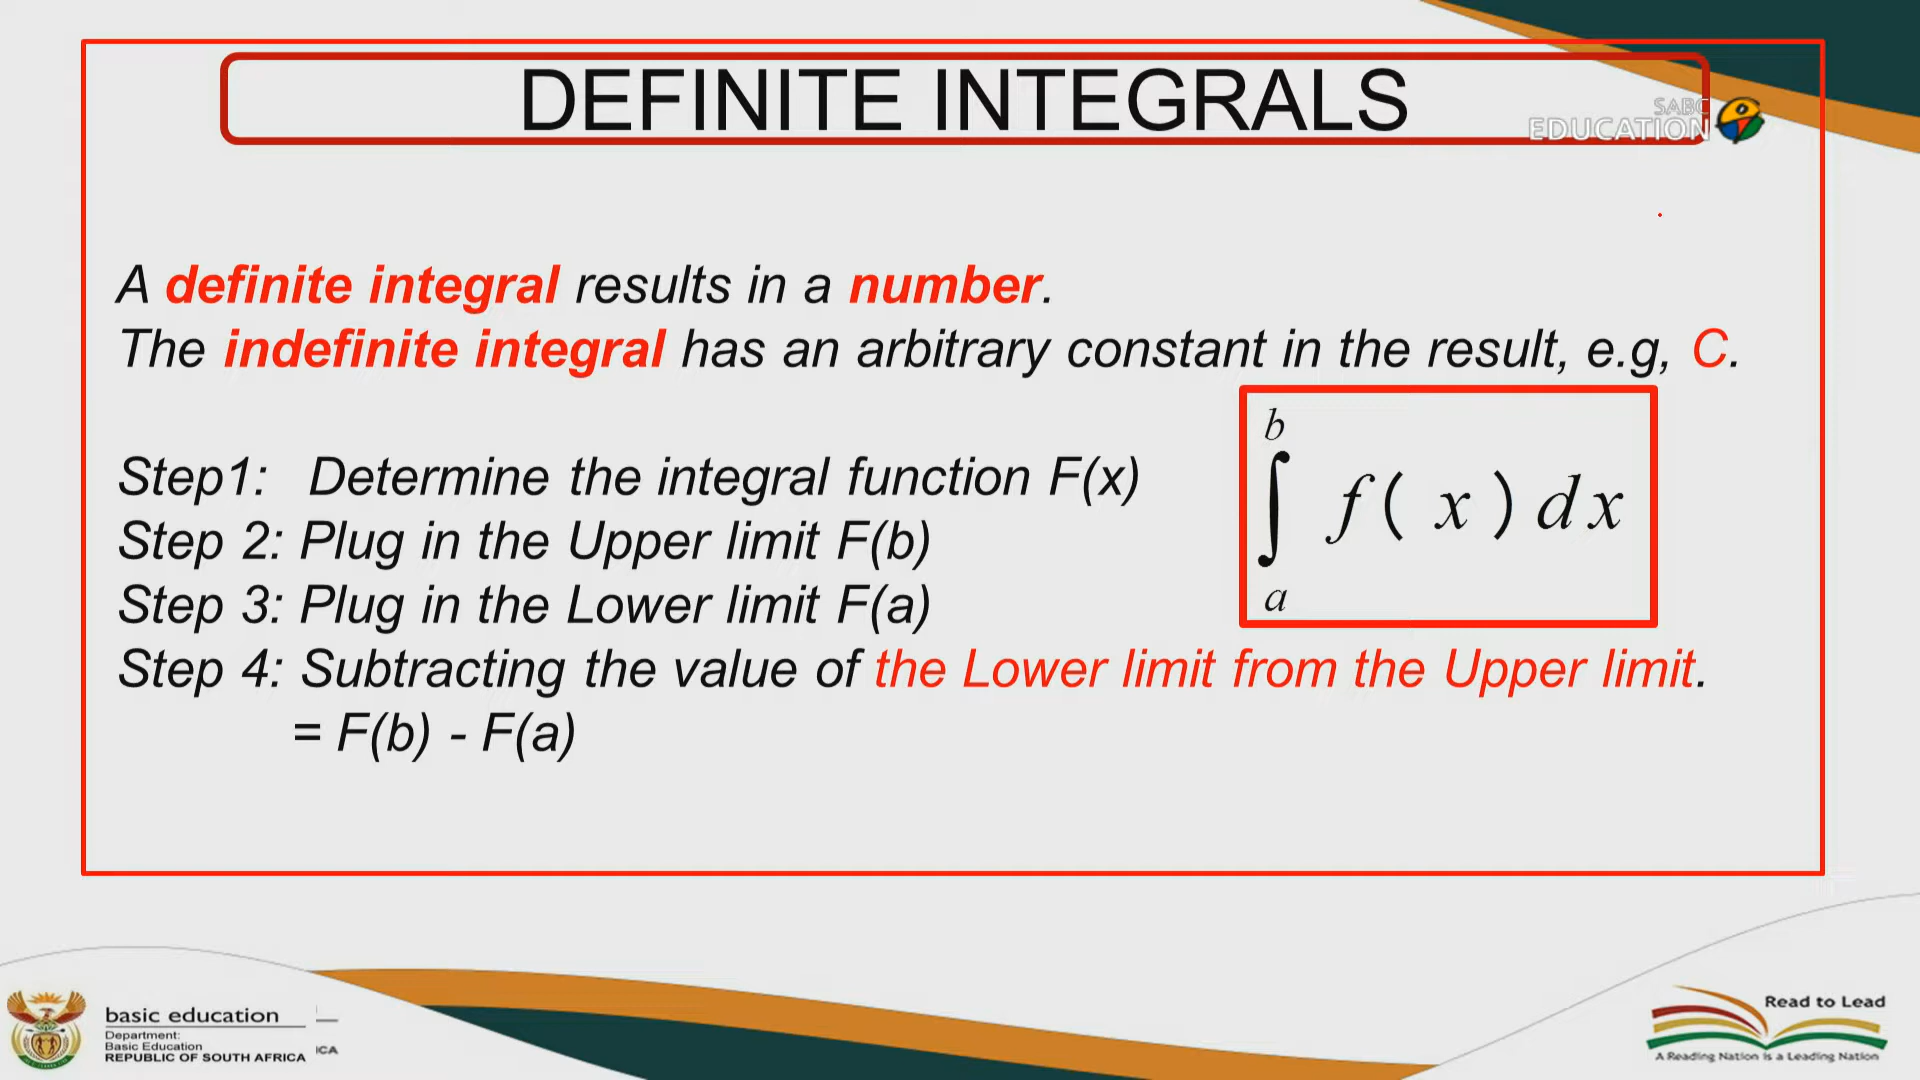 DEFINITE INTEGRALS
SABC
EDUCATION
A definite integral results in a number.
The indefinite integral has an arbitrary constant in the result, e.g, C.
b
∫ f( x ) dx
a
Step1: Determine the integral function F(x)
Step 2: Plug in the Upper limit F(b)
Step 3: Plug in the Lower limit F(a)
Step 4: Subtracting the value of the Lower limit from the Upper limit.
= F(b) - F(a)
basic education
Department:
Basic Education
REPUBLIC OF SOUTH AFRICA
ICA
Read to Lead
A Reading Nation is a Leading Nation